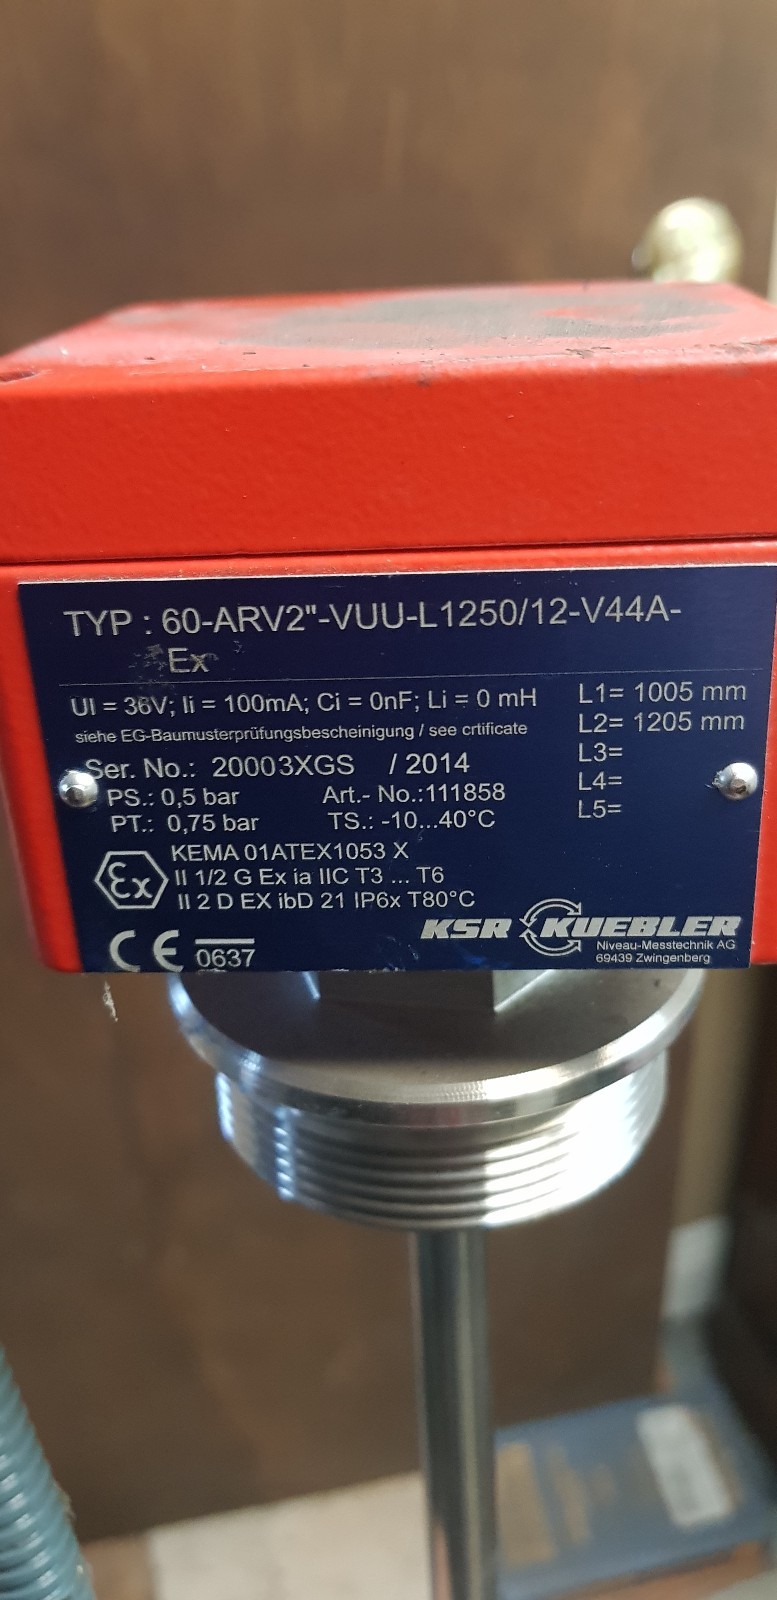 TYP : 60-ARV2"-VUU-L1250/12-V44A-
Ex
UI = 36V; Ii = 100mA; Ci = 0nF; Li = 0 mH
siehe EG-Baumusterprüfungsbescheinigung / see crtificate
L1= 1005 mm
L2= 1205 mm
L3=
L4=
L5=
Ser. No.: 20003XGS / 2014
PS.: 0,5 bar Art.- No.:111858
PT.: 0,75 bar TS.: -10...40°C
Ex KEMA 01ATEX1053 X
II 1/2 G Ex ia IIC T3 ... T6
II 2 D EX ibD 21 IP6x T80°C
CE 0637
KSR KUEBLER
Niveau-Messtechnik AG
69439 Zwingenberg